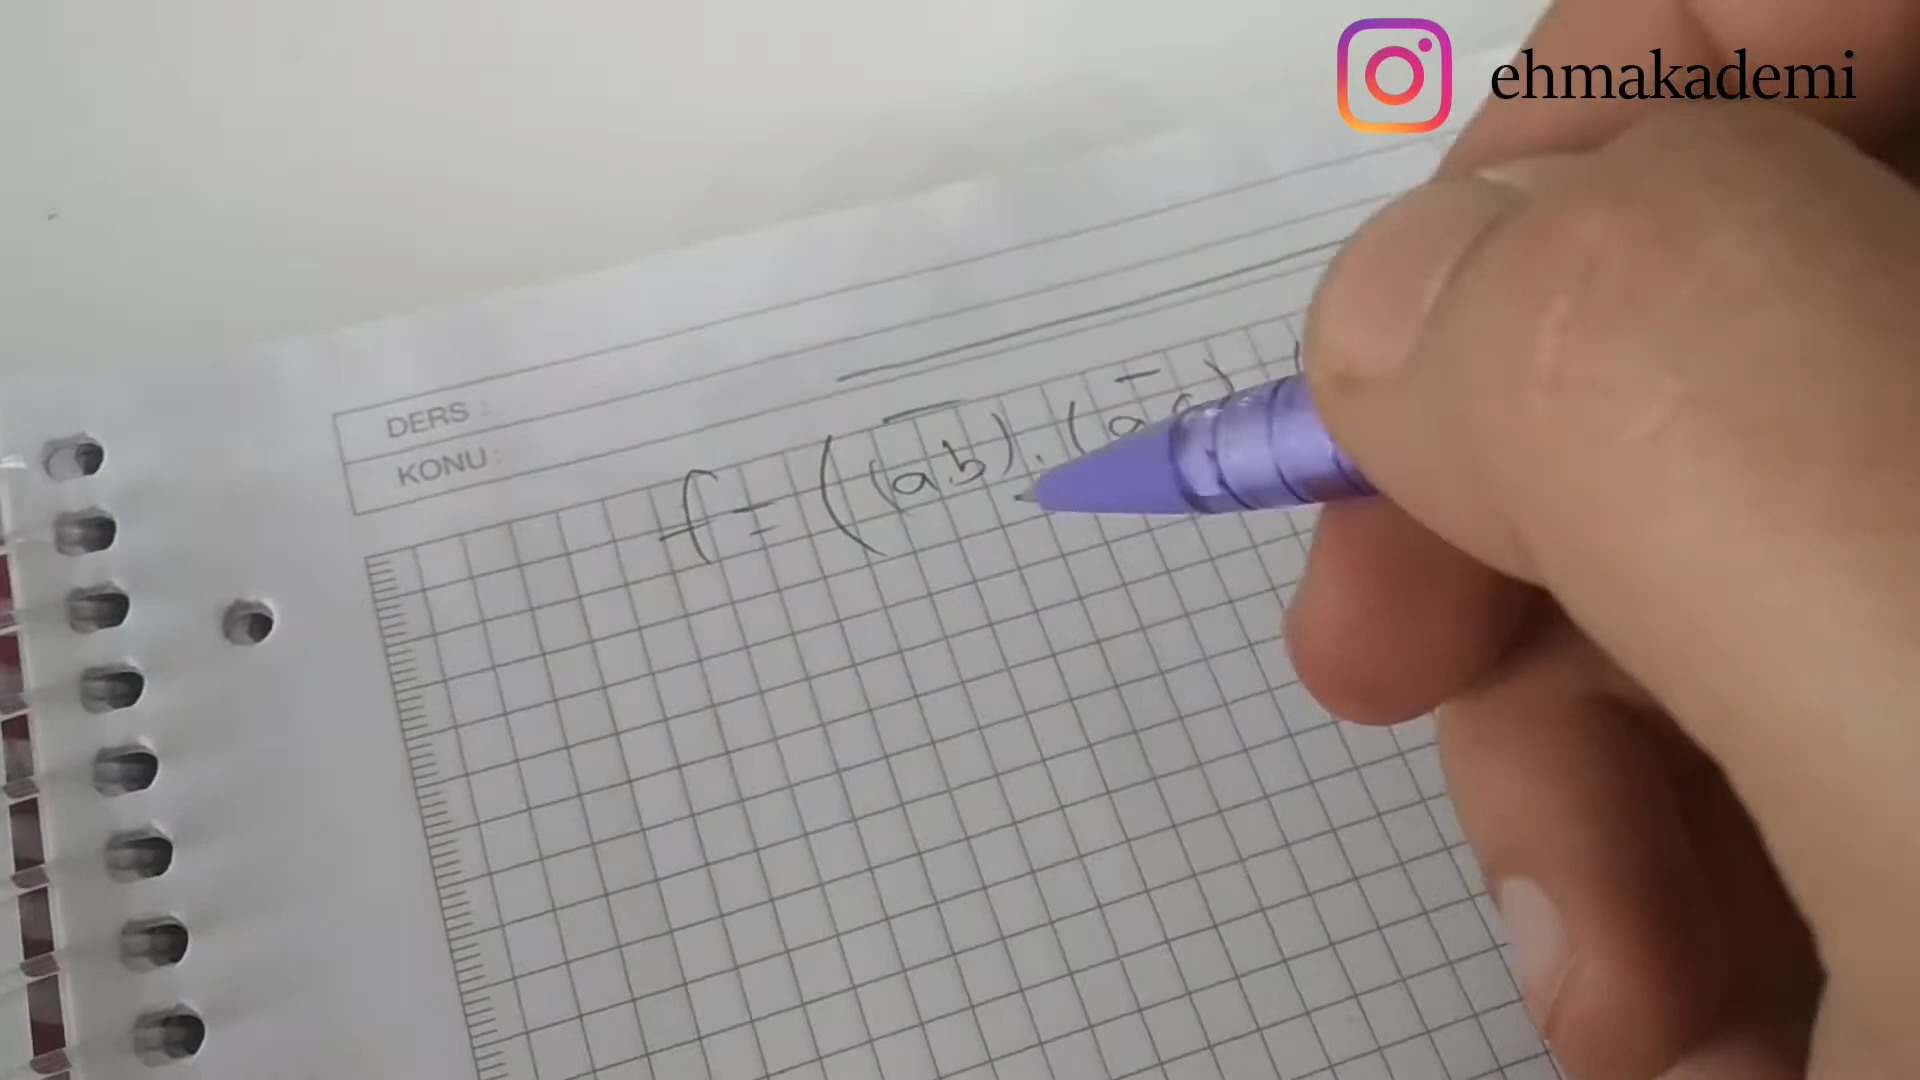 ehmakademi
DERS :
KONU :
f = ((ab) . (a